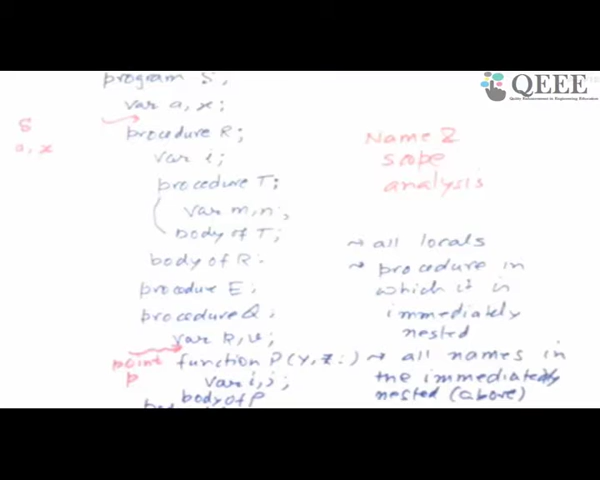 QEEE
Quality Enhancement in Engineering Education
program S;
var a, x;
S
a, x
procedure R;
var i;
procedure T;
var m, n;
body of T;
body of R.
procedure E;
procedure Q;
var R, v;
point
p
function P (Y, Z:)
var i, j;
body of P
Name &
scope
analysis
~ all locals
~ procedure in
which it is
immediately
nested
~ all names in
the immediately
nested (above)